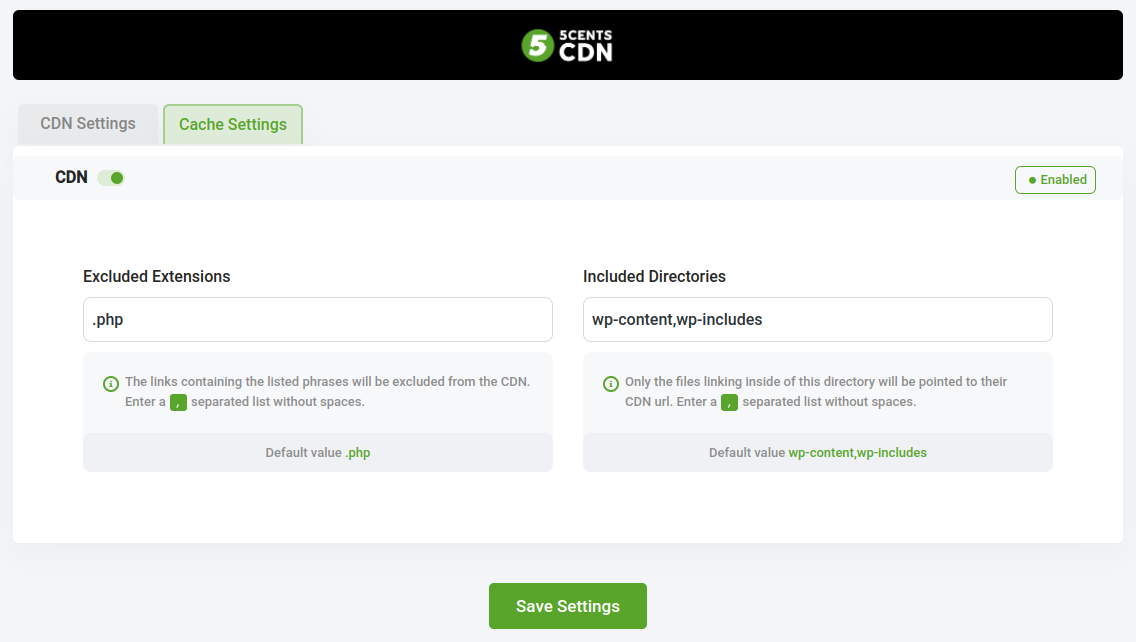 5 5CENTS
CDN
CDN Settings
Cache Settings
CDN
Enabled
Excluded Extensions
.php
The links containing the listed phrases will be excluded from the CDN.
Enter a , separated list without spaces.
Default value .php
Included Directories
wp-content,wp-includes
Only the files linking inside of this directory will be pointed to their
CDN url. Enter a , separated list without spaces.
Default value wp-content,wp-includes
Save Settings